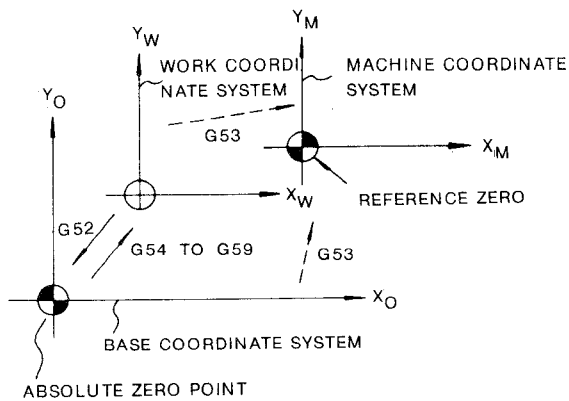 Y_M
Y_W
WORK COORDI
NATE SYSTEM
MACHINE COORDINATE
SYSTEM
Y_O
G53
X_M
X_W
REFERENCE ZERO
G52
G54 TO G59
G53
X_O
BASE COORDINATE SYSTEM
ABSOLUTE ZERO POINT